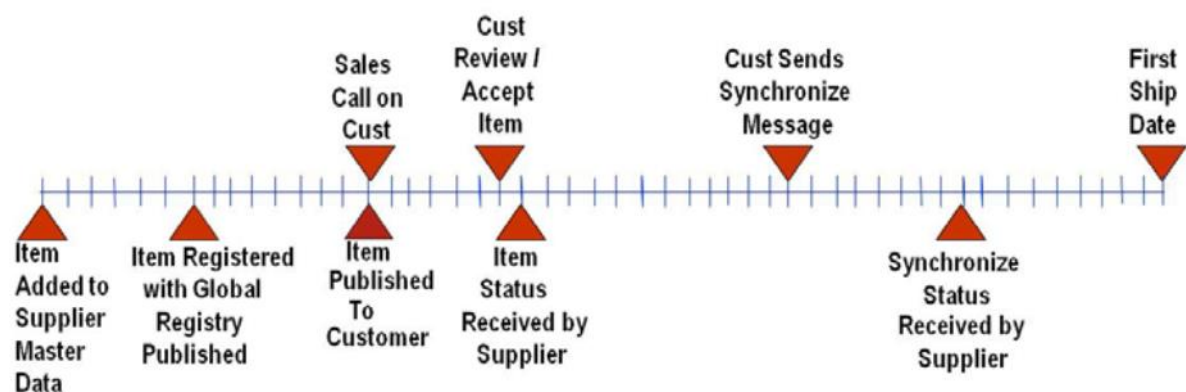 Sales
Call on
Cust
Cust
Review /
Accept
Item
Cust Sends
Synchronize
Message
First
Ship
Date
Item
Added to
Supplier
Master
Data
Item Registered
with Global
Registry
Published
Item
Published
To
Customer
Item
Status
Received by
Supplier
Synchronize
Status
Received by
Supplier